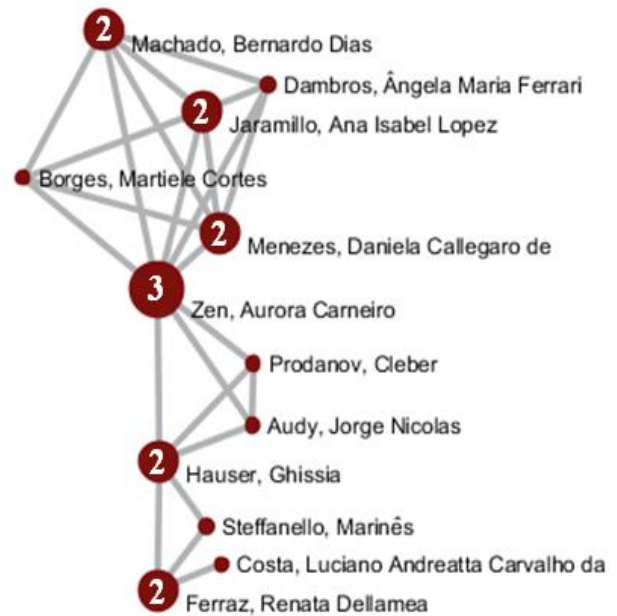 2
Machado, Bernardo Dias
Dambros, Ângela Maria Ferrari
2
Jaramillo, Ana Isabel Lopez
Borges, Martiele Cortes
2
Menezes, Daniela Callegaro de
3
Zen, Aurora Carneiro
Prodanov, Cleber
Audy, Jorge Nicolas
2
Hauser, Ghissia
Steffanello, Marinês
Costa, Luciano Andreatta Carvalho da
2
Ferraz, Renata Dellamea